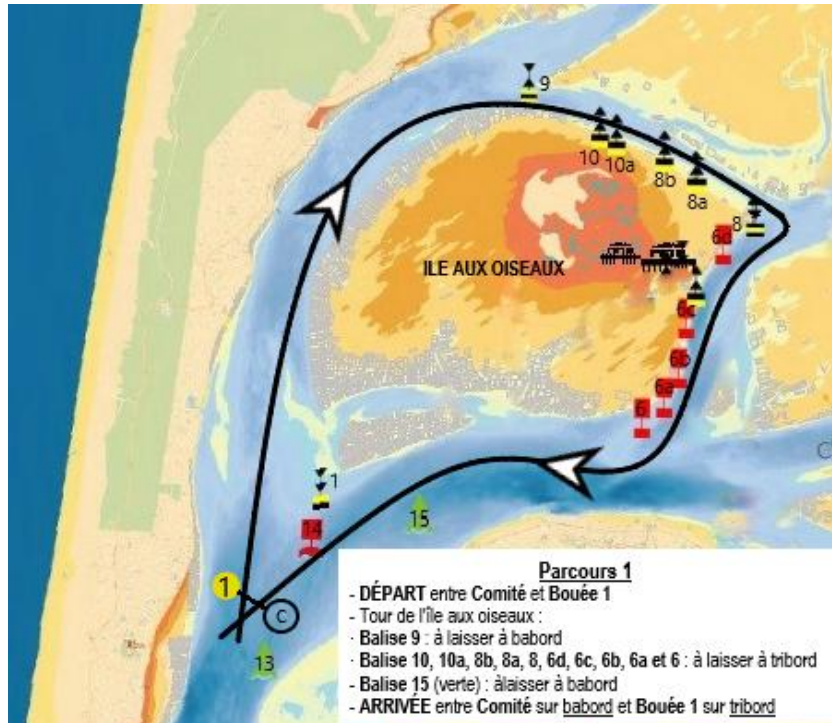 9
10
10a
8b
8a
8
6d
ILE AUX OISEAUX
6c
6b
6a
6
1
14
15
1
C
13
Parcours 1
- DÉPART entre Comité et Bouée 1
- Tour de l'île aux oiseaux :
· Balise 9 : à laisser à babord
· Balise 10, 10a, 8b, 8a, 8, 6d, 6c, 6b, 6a et 6 : à laisser à tribord
- Balise 15 (verte) : àlaisser à babord
- ARRIVÉE entre Comité sur babord et Bouée 1 sur tribord